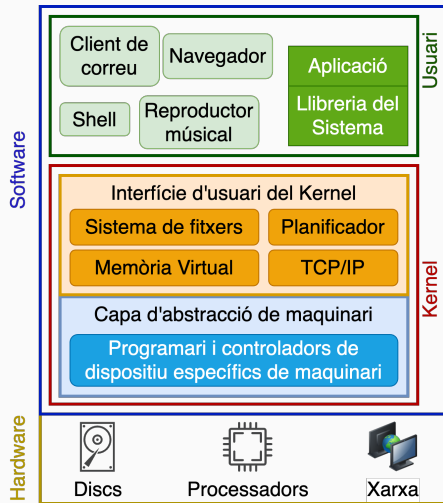 Software
Usuari
Client de
correu
Navegador
Shell
Reproductor
músical
Aplicació
Llibreria del
Sistema
Kernel
Interfície d'usuari del Kernel
Sistema de fitxers
Planificador
Memòria Virtual
TCP/IP
Capa d'abstracció de maquinari
Programari i controladors de
dispositiu específics de maquinari
Hardware
Discs
Processadors
Xarxa